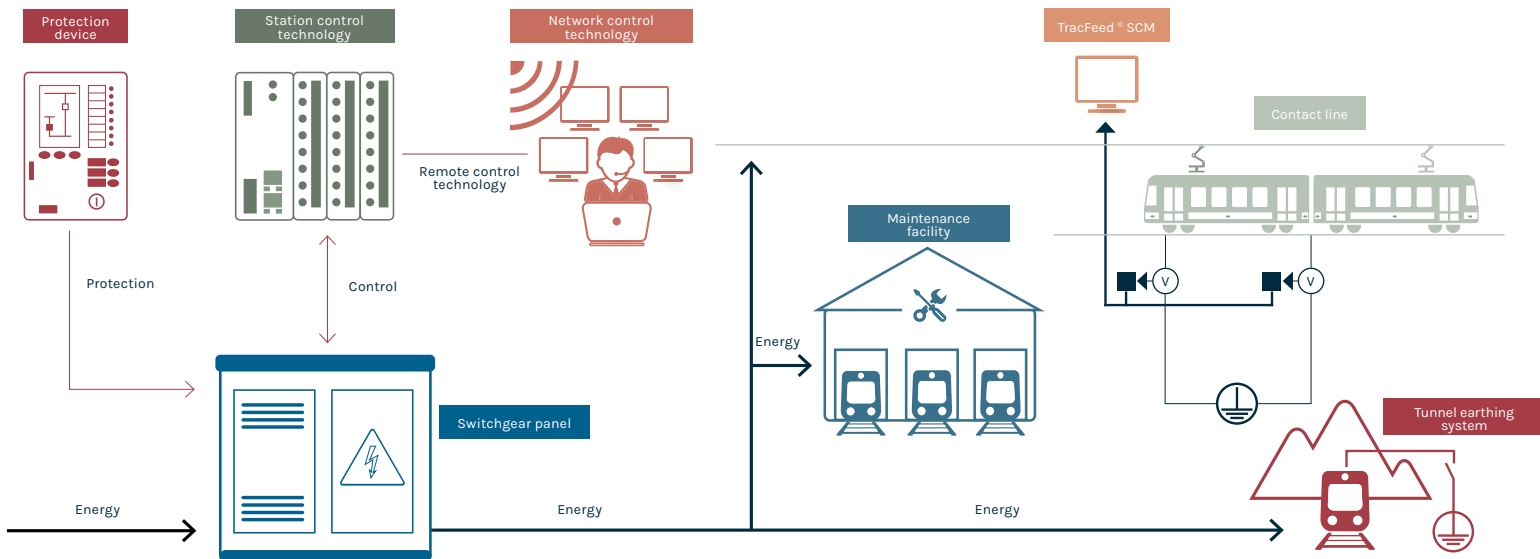 Protection
device
Station control
technology
Network control
technology
TracFeed ® SCM
Contact line
Remote control
technology
Maintenance
facility
Protection
Control
V
V
Energy
Switchgear panel
Tunnel earthing
system
Energy
Energy
Energy